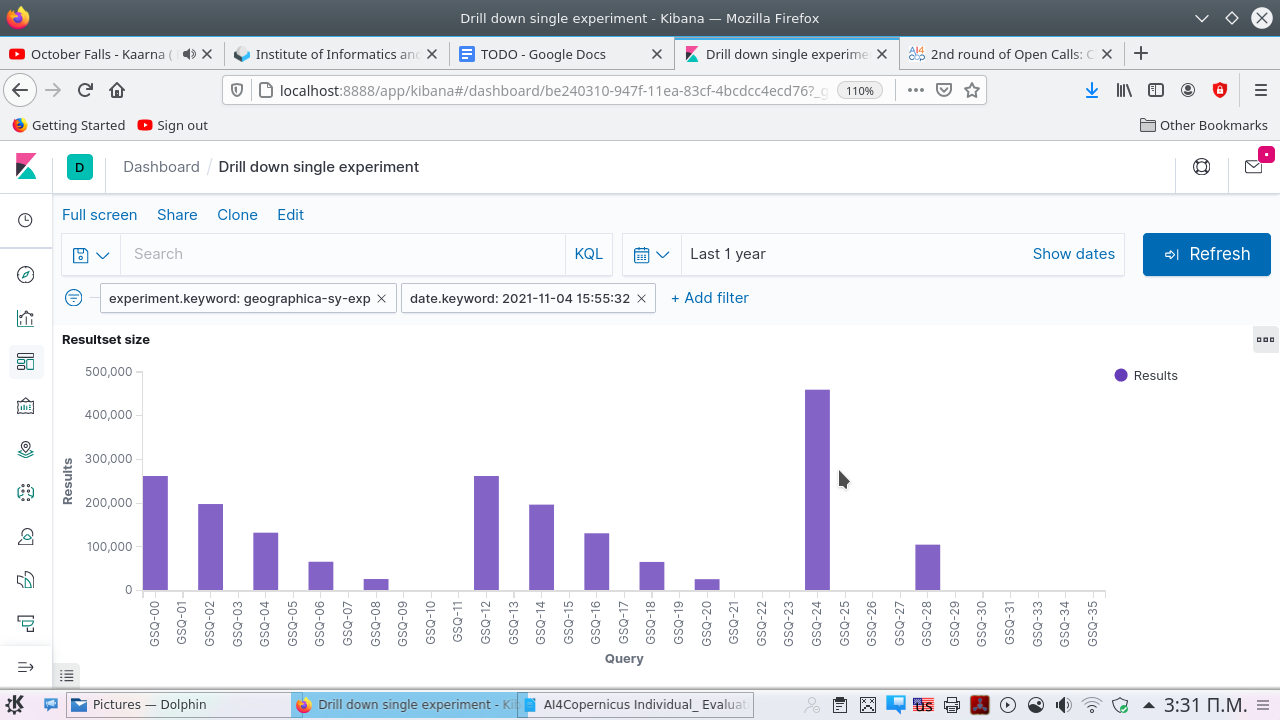 Drill down single experiment - Kibana — Mozilla Firefox
October Falls - Kaarna (
Institute of Informatics and
TODO - Google Docs
Drill down single experime
2nd round of Open Calls: C
localhost:8888/app/kibana#/dashboard/be240310-947f-11ea-83cf-4bcdcc4ecd76?_g
110%
Getting Started
Sign out
Other Bookmarks
D
Dashboard / Drill down single experiment
Full screen
Share
Clone
Edit
Search
KQL
Last 1 year
Show dates
Refresh
experiment.keyword: geographica-sy-exp
date.keyword: 2021-11-04 15:55:32
+ Add filter
Resultset size
Results
500,000
400,000
300,000
200,000
100,000
0
Results
GSQ-00
GSQ-01
GSQ-02
GSQ-03
GSQ-04
GSQ-05
GSQ-06
GSQ-07
GSQ-08
GSQ-09
GSQ-10
GSQ-11
GSQ-12
GSQ-13
GSQ-14
GSQ-15
GSQ-16
GSQ-17
GSQ-18
GSQ-19
GSQ-20
GSQ-21
GSQ-22
GSQ-23
GSQ-24
GSQ-25
GSQ-26
GSQ-27
GSQ-28
GSQ-29
GSQ-30
GSQ-31
GSQ-33
GSQ-34
GSQ-35
Query
Pictures — Dolphin
Drill down single experiment - Kib
AI4Copernicus Individual_ Evaluat
us
3:31 Π.Μ.